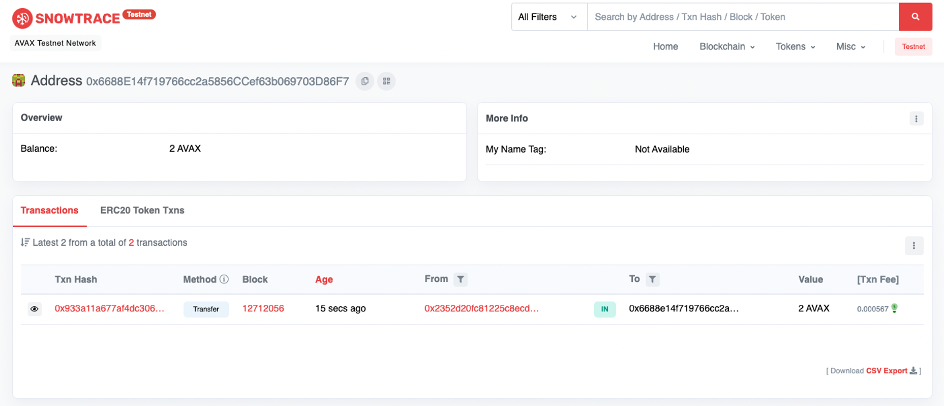 SNOWTRACE Testnet
All Filters
Search by Address / Txn Hash / Block / Token
AVAX Testnet Network
Home Blockchain Tokens Misc Testnet
Address 0x6688E14f719766cc2a5856CCef63b069703D86F7
Overview
Balance: 2 AVAX
More Info
My Name Tag: Not Available
Transactions ERC20 Token Txns
Latest 2 from a total of 2 transactions
Txn Hash Method Block Age From To Value [Txn Fee]
0x933a11a677af4dc306... Transfer 12712056 15 secs ago 0x2352d20fc81225c8ecd... IN 0x6688e14f719766cc2a... 2 AVAX 0.000567
[ Download CSV Export ]